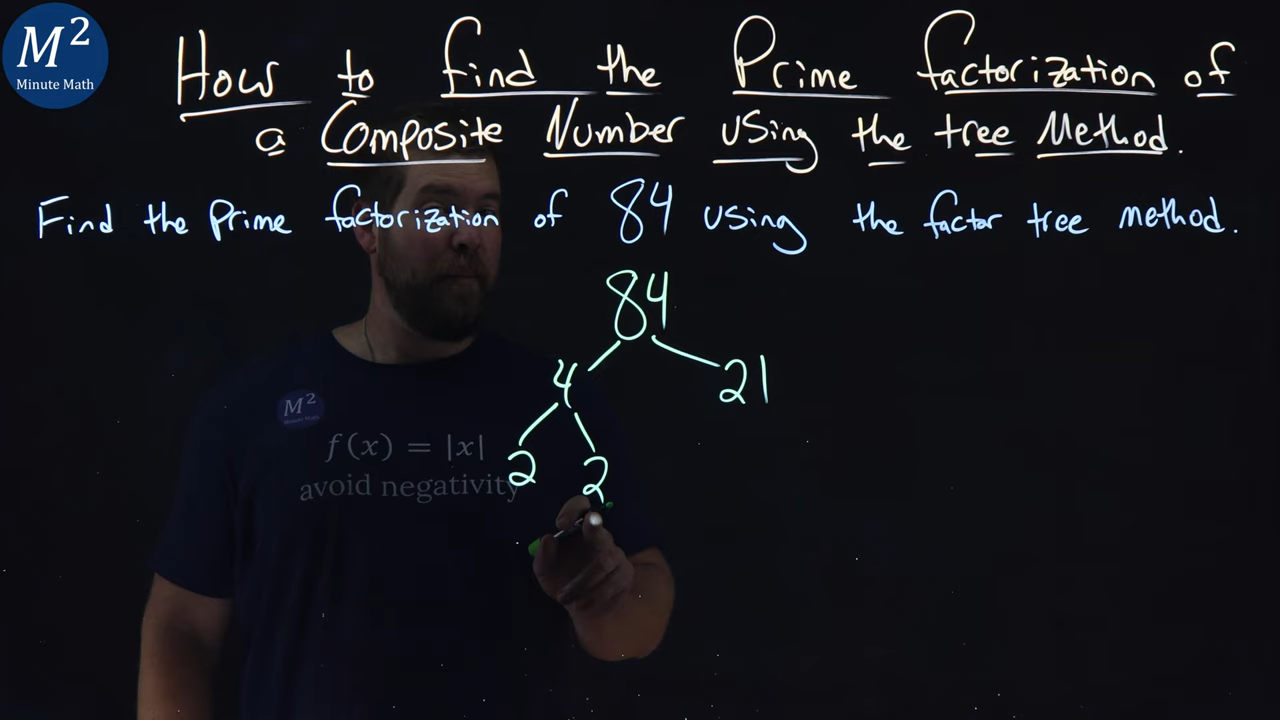 M²
Minute Math
How to find the Prime factorization of
a Composite Number using the tree Method.
Find the Prime factorization of 84 using the factor tree method.
84
4 21
2 2
M²
Minute Math
f(x) = |x|
avoid negativity